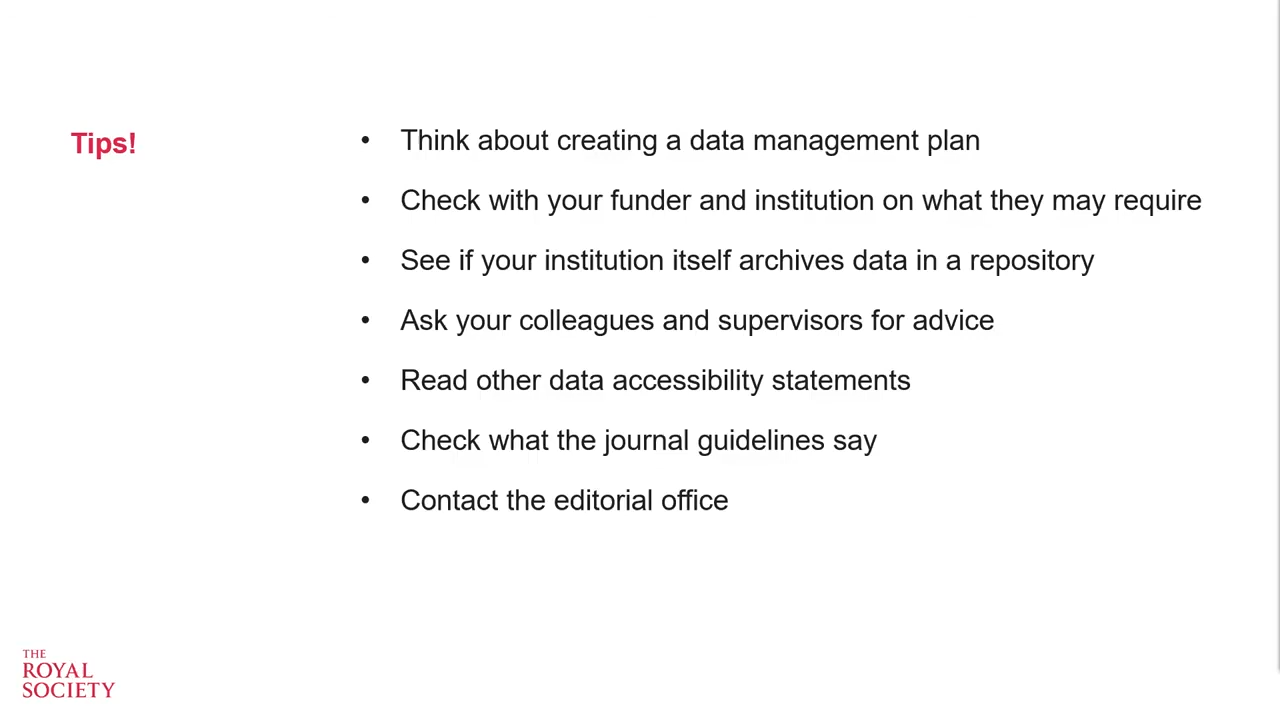 Tips!
• Think about creating a data management plan
• Check with your funder and institution on what they may require
• See if your institution itself archives data in a repository
• Ask your colleagues and supervisors for advice
• Read other data accessibility statements
• Check what the journal guidelines say
• Contact the editorial office
THE
ROYAL
SOCIETY